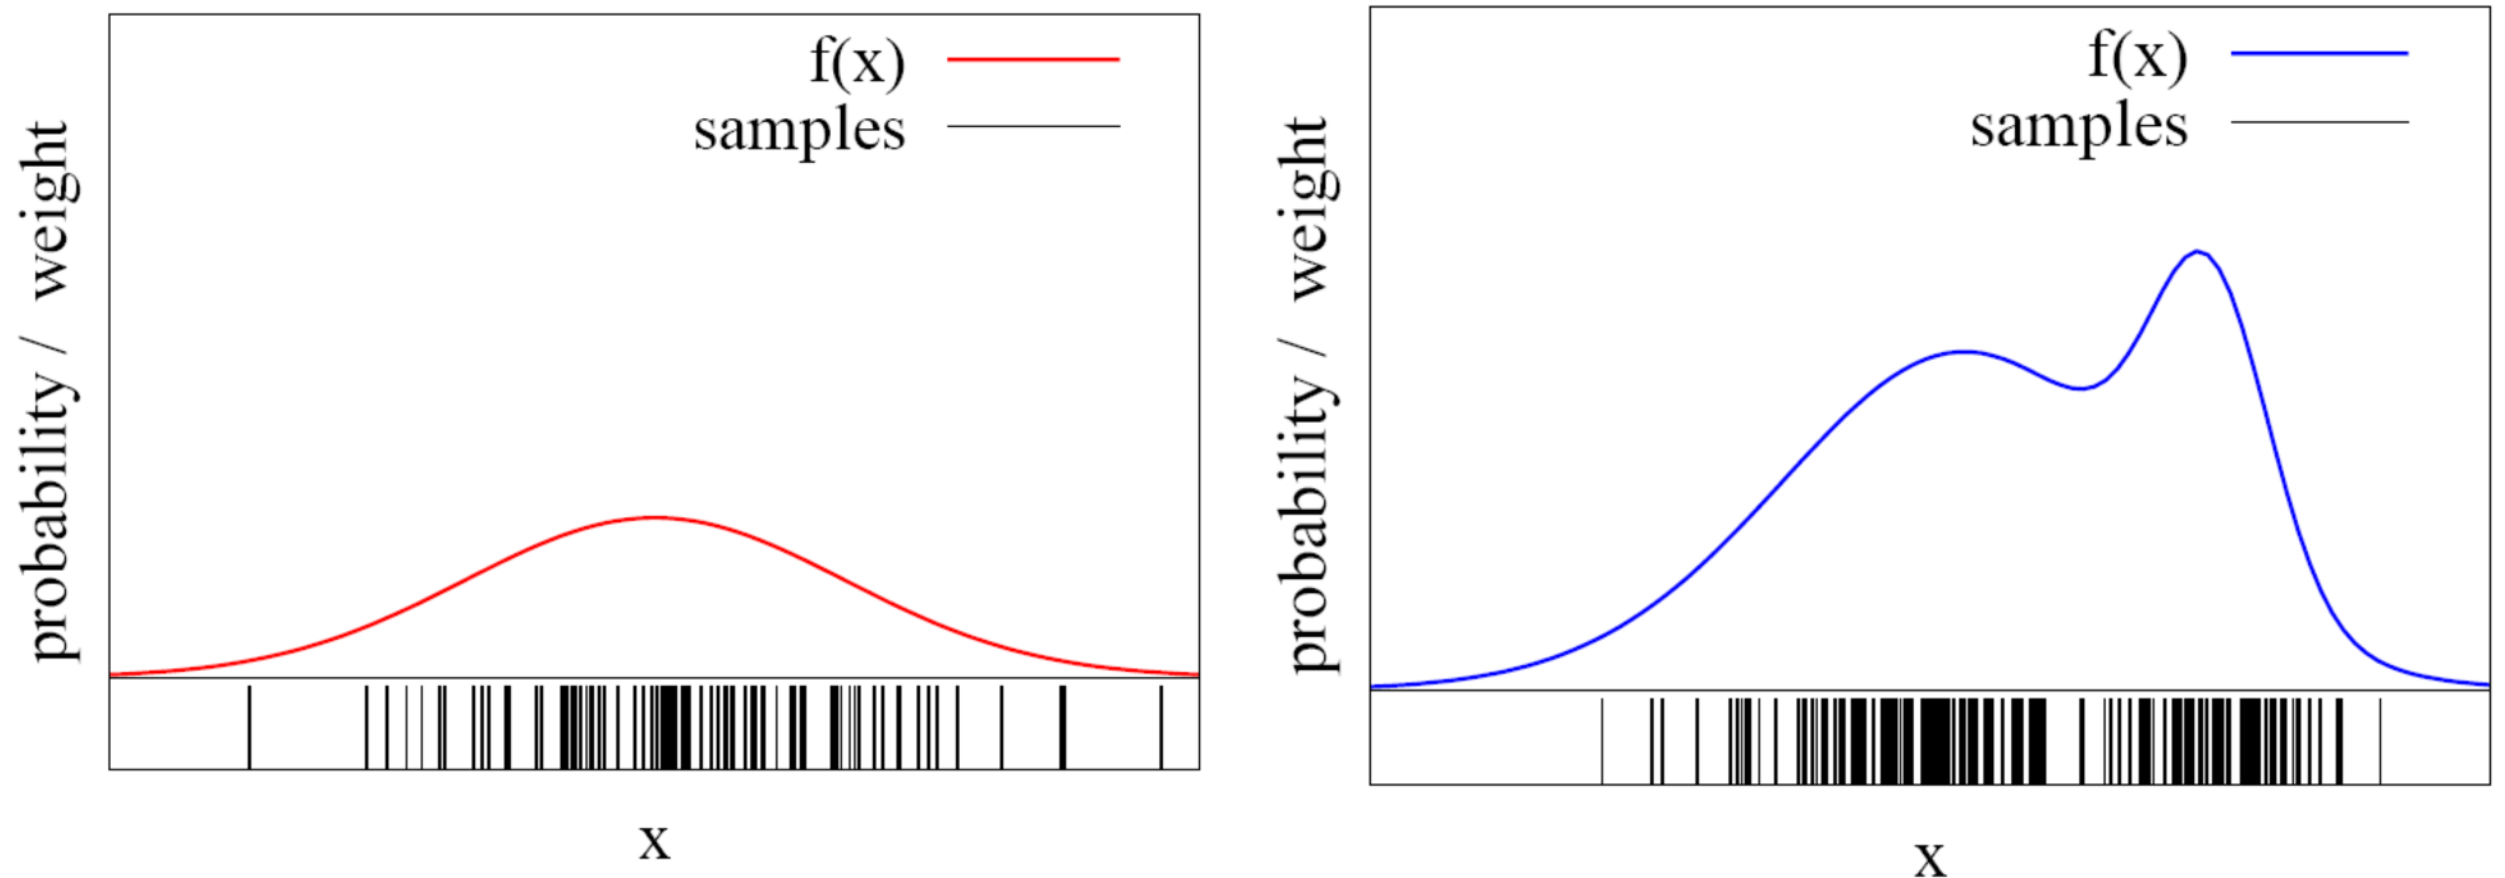 f(x)
samples
probability / weight
x
f(x)
samples
probability / weight
x